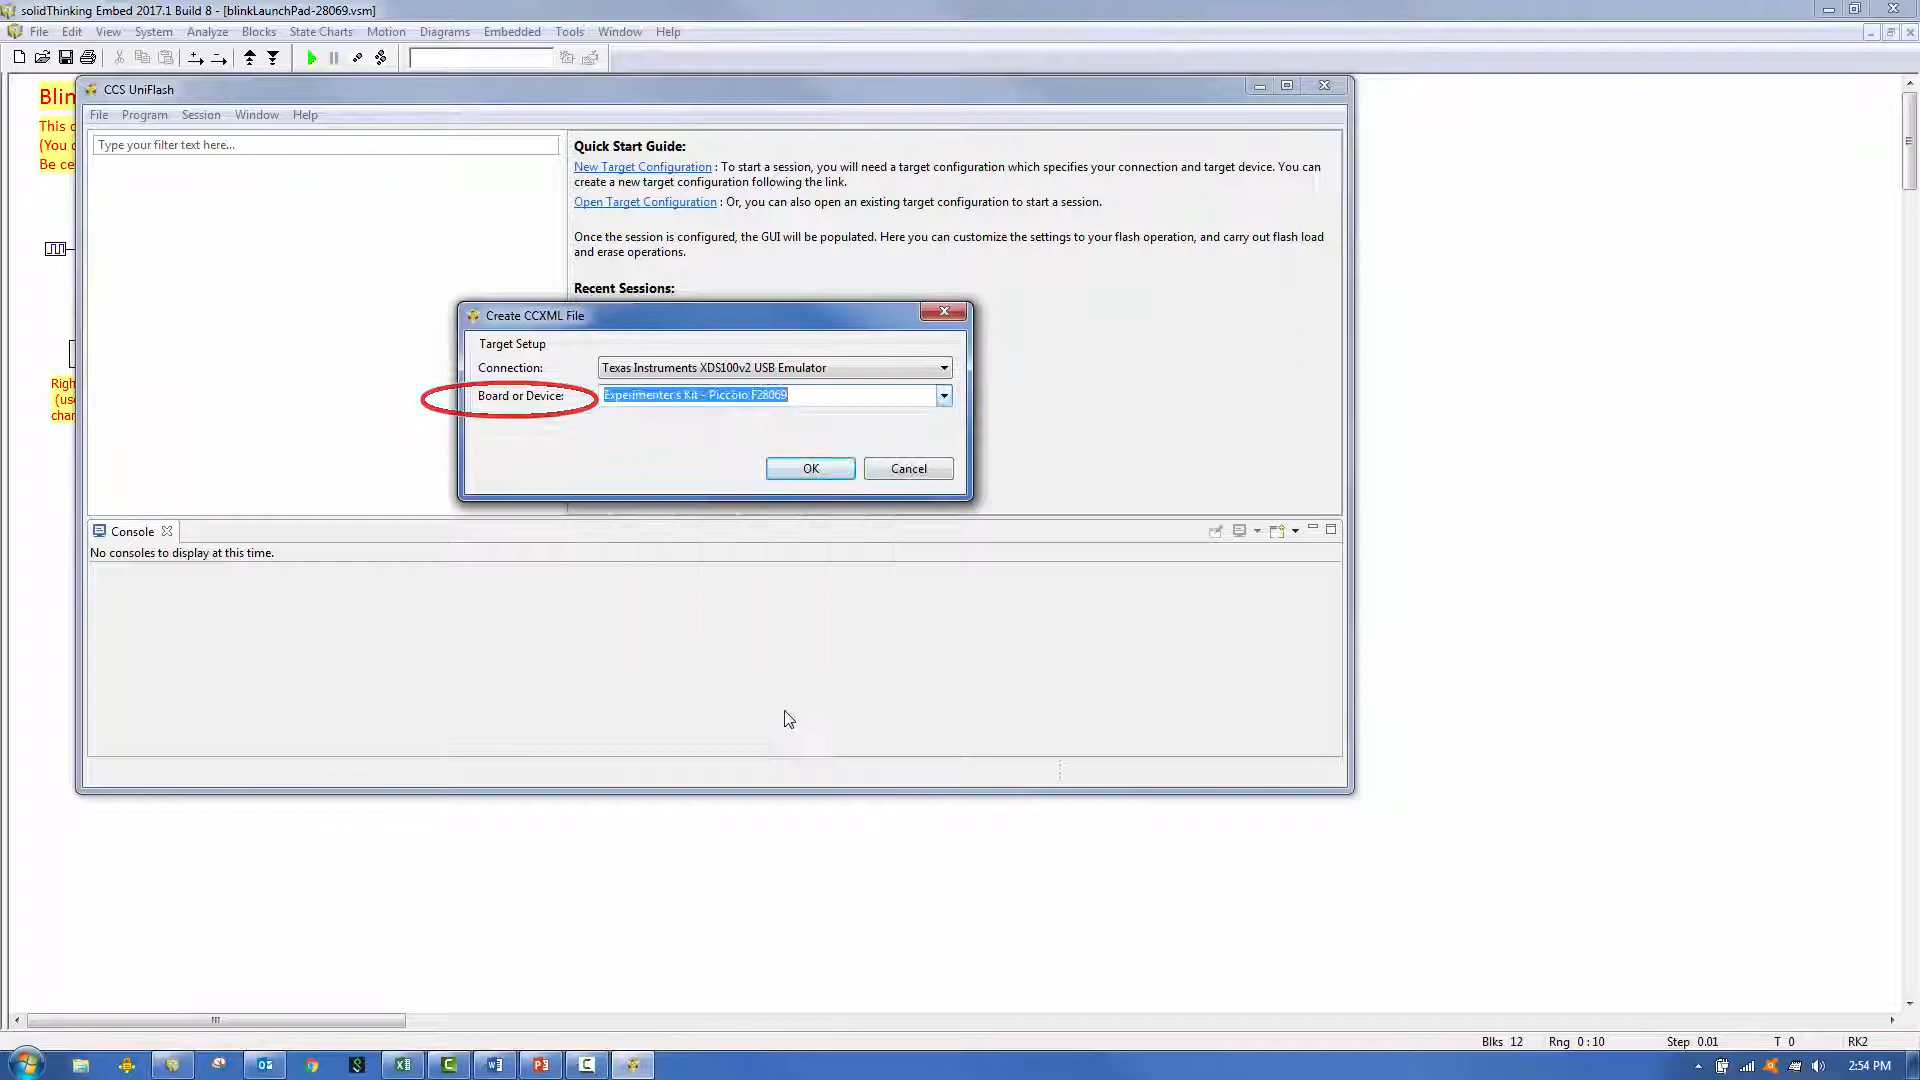 solidThinking Embed 2017.1 Build 8 - [blinkLaunchPad-28069.vsm]
File Edit View System Analyze Blocks State Charts Motion Diagrams Embedded Tools Window Help
Blin
This c
(You c
Be ce
CCS UniFlash
File Program Session Window Help
Type your filter text here...
Quick Start Guide:
New Target Configuration : To start a session, you will need a target configuration which specifies your connection and target device. You can
create a new target configuration following the link.
Open Target Configuration : Or, you can also open an existing target configuration to start a session.
Once the session is configured, the GUI will be populated. Here you can customize the settings to your flash operation, and carry out flash load
and erase operations.
Recent Sessions:
Create CCXML File
Target Setup
Connection: Texas Instruments XDS100v2 USB Emulator
Board or Device: Experimenter's Kit - Piccolo F28069
OK Cancel
Righ
(use
char
Console
No consoles to display at this time.
Blks 12 Rng 0:10 Step 0.01 T 0 RK2
2:54 PM